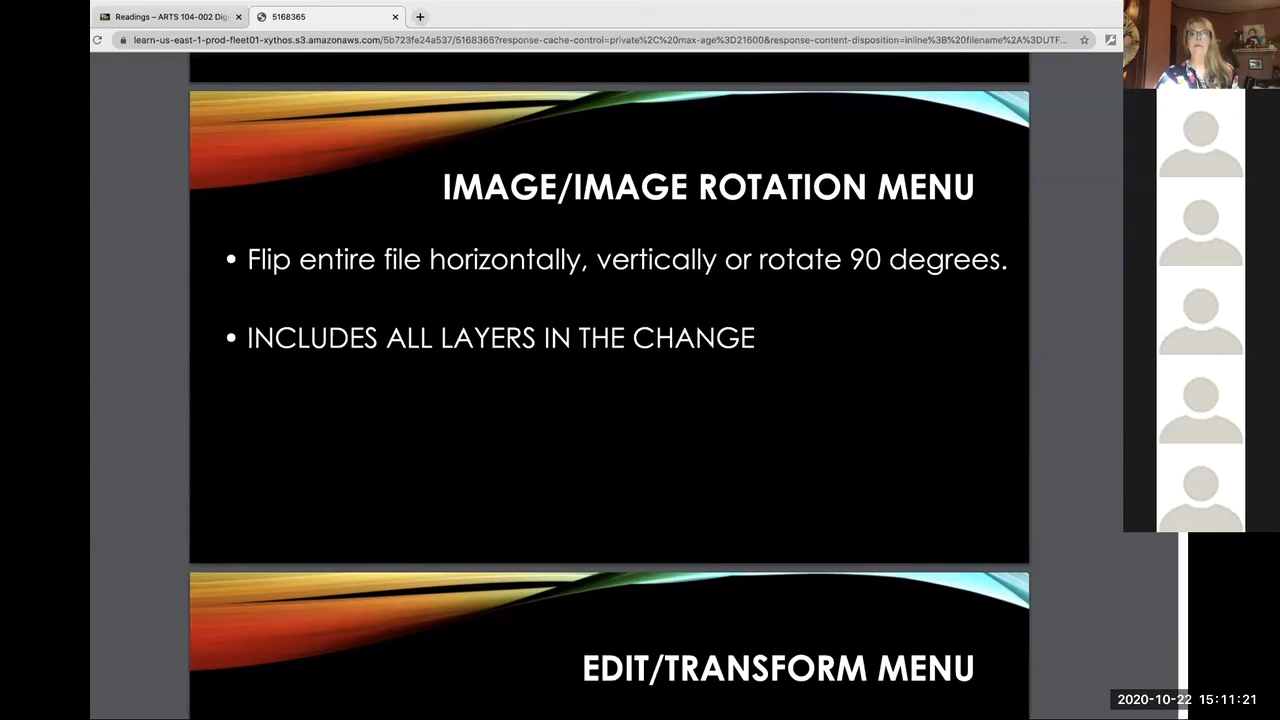 Readings – ARTS 104-002 Dig
5168365
learn-us-east-1-prod-fleet01-xythos.s3.amazonaws.com/5b723fe24a537/5168365?response-cache-control=private%2C%20max-age%3D21600&response-content-disposition=inline%3B%20filename%2A%3DUTF...
IMAGE/IMAGE ROTATION MENU
• Flip entire file horizontally, vertically or rotate 90 degrees.
• INCLUDES ALL LAYERS IN THE CHANGE
EDIT/TRANSFORM MENU
2020-10-22 15:11:21